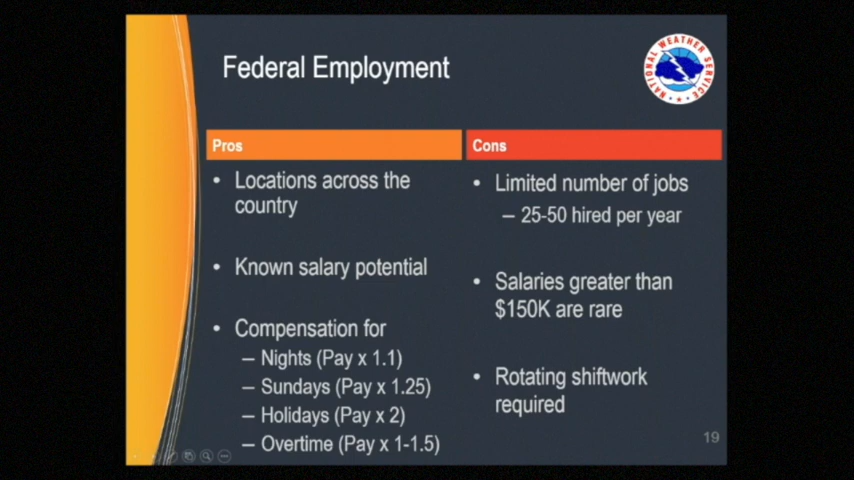 Federal Employment
NATIONAL WEATHER SERVICE
Pros
• Locations across the
country
• Known salary potential
• Compensation for
– Nights (Pay x 1.1)
– Sundays (Pay x 1.25)
– Holidays (Pay x 2)
– Overtime (Pay x 1-1.5)
Cons
• Limited number of jobs
– 25-50 hired per year
• Salaries greater than
$150K are rare
• Rotating shiftwork
required
19